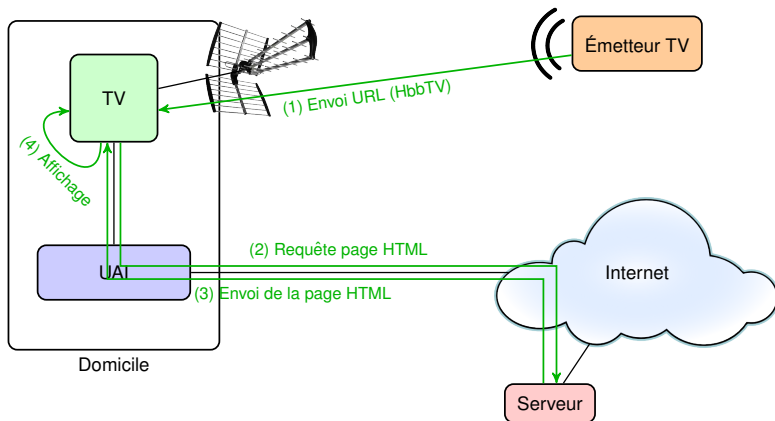 Émetteur TV
TV
(1) Envoi URL (HbbTV)
(4) Affichage
(2) Requête page HTML
UAI
Internet
(3) Envoi de la page HTML
Domicile
Serveur